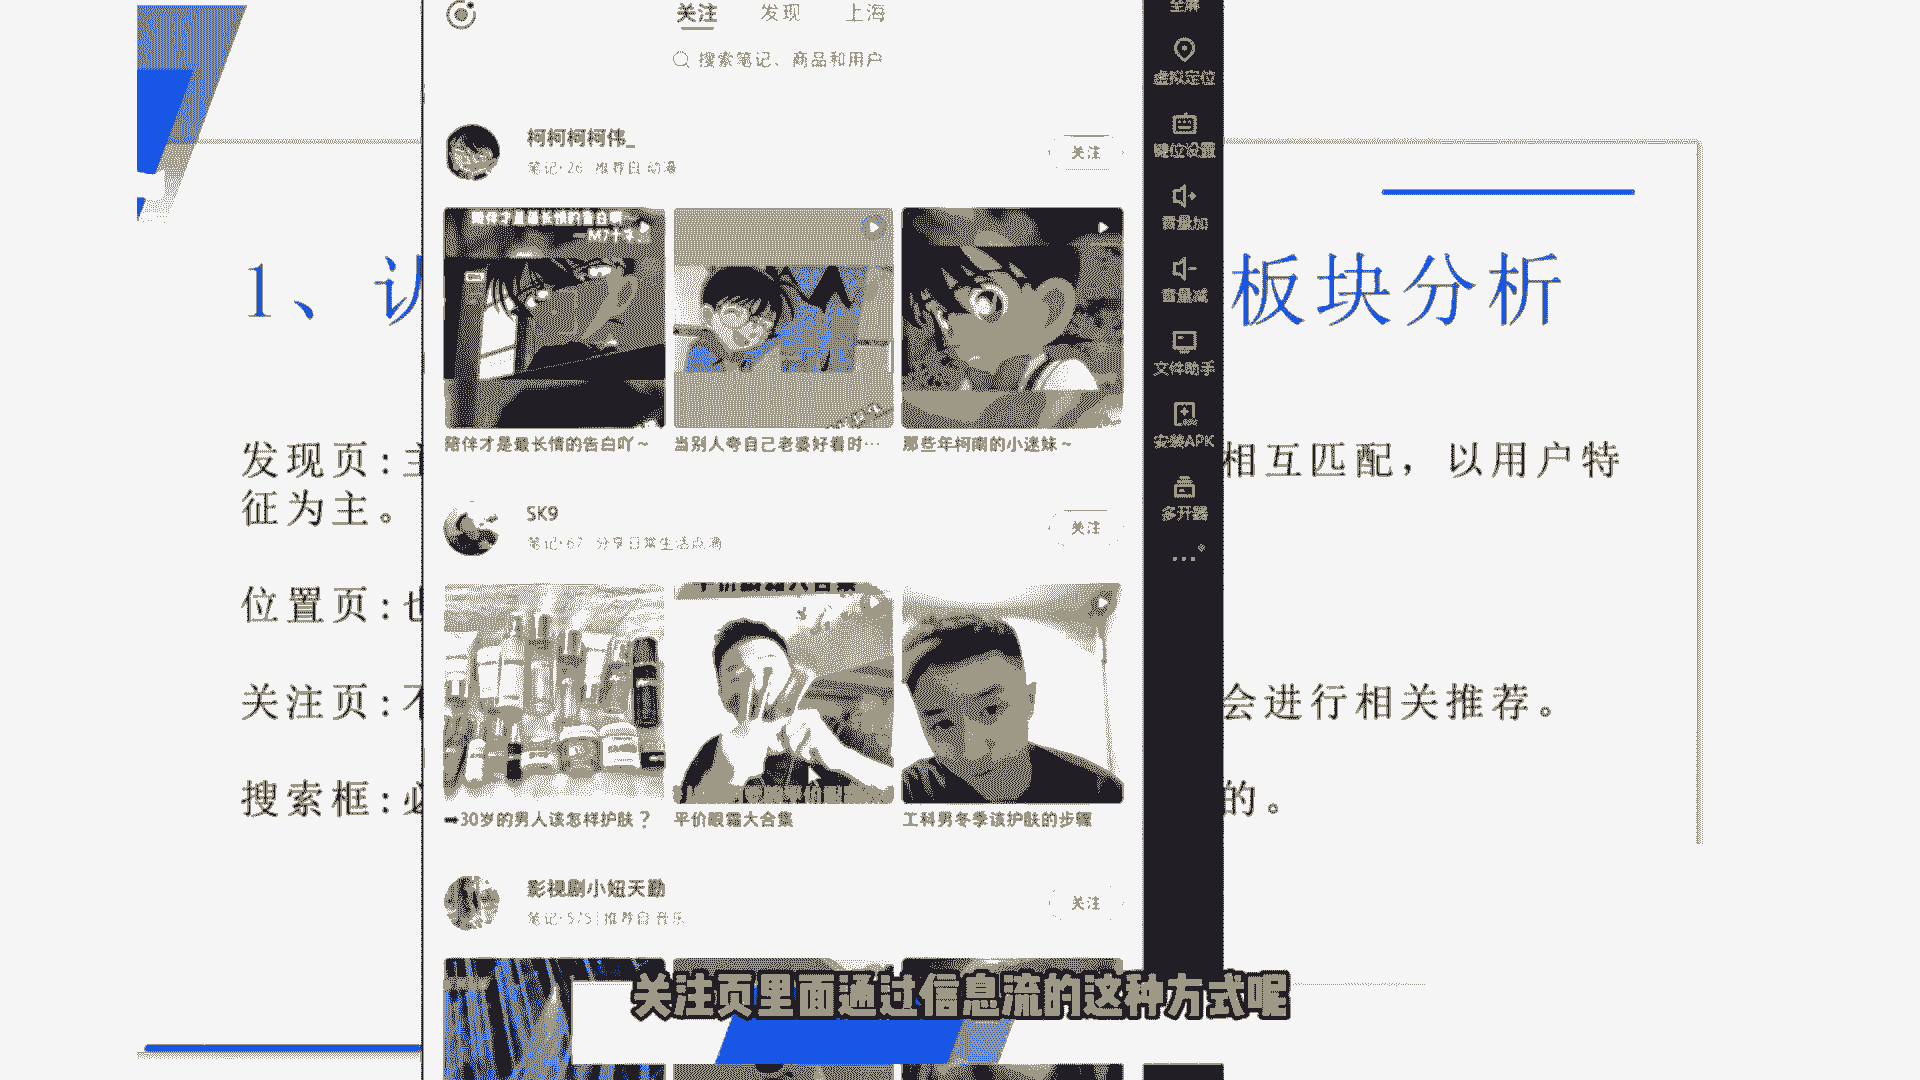 关注 发现 上海
搜索笔记、商品和用户
柯柯柯柯伟_
笔记·26 推荐自 动漫
关注
陪伴才是最长情的告白啊
陪伴才是最长情的告白吖～
当别人夸自己老婆好看时…
那些年柯南的小迷妹～
SK9
笔记·67 分享日常生活点滴
关注
平价眼霜大合集
➡30岁的男人该怎样护肤？
平价眼霜大合集
工科男冬季该护肤的步骤
影视剧小妞天勤
笔记·575 推荐自 音乐
关注
全屏
虚拟定位
键位设置
音量加
音量减
文件助手
安装APK
多开器
1、认
板块分析
发现页:主
相互匹配，以用户特
征为主。
位置页:也
关注页:不
会进行相关推荐。
搜索框:必
的。
关注页里面通过信息流的这种方式呢